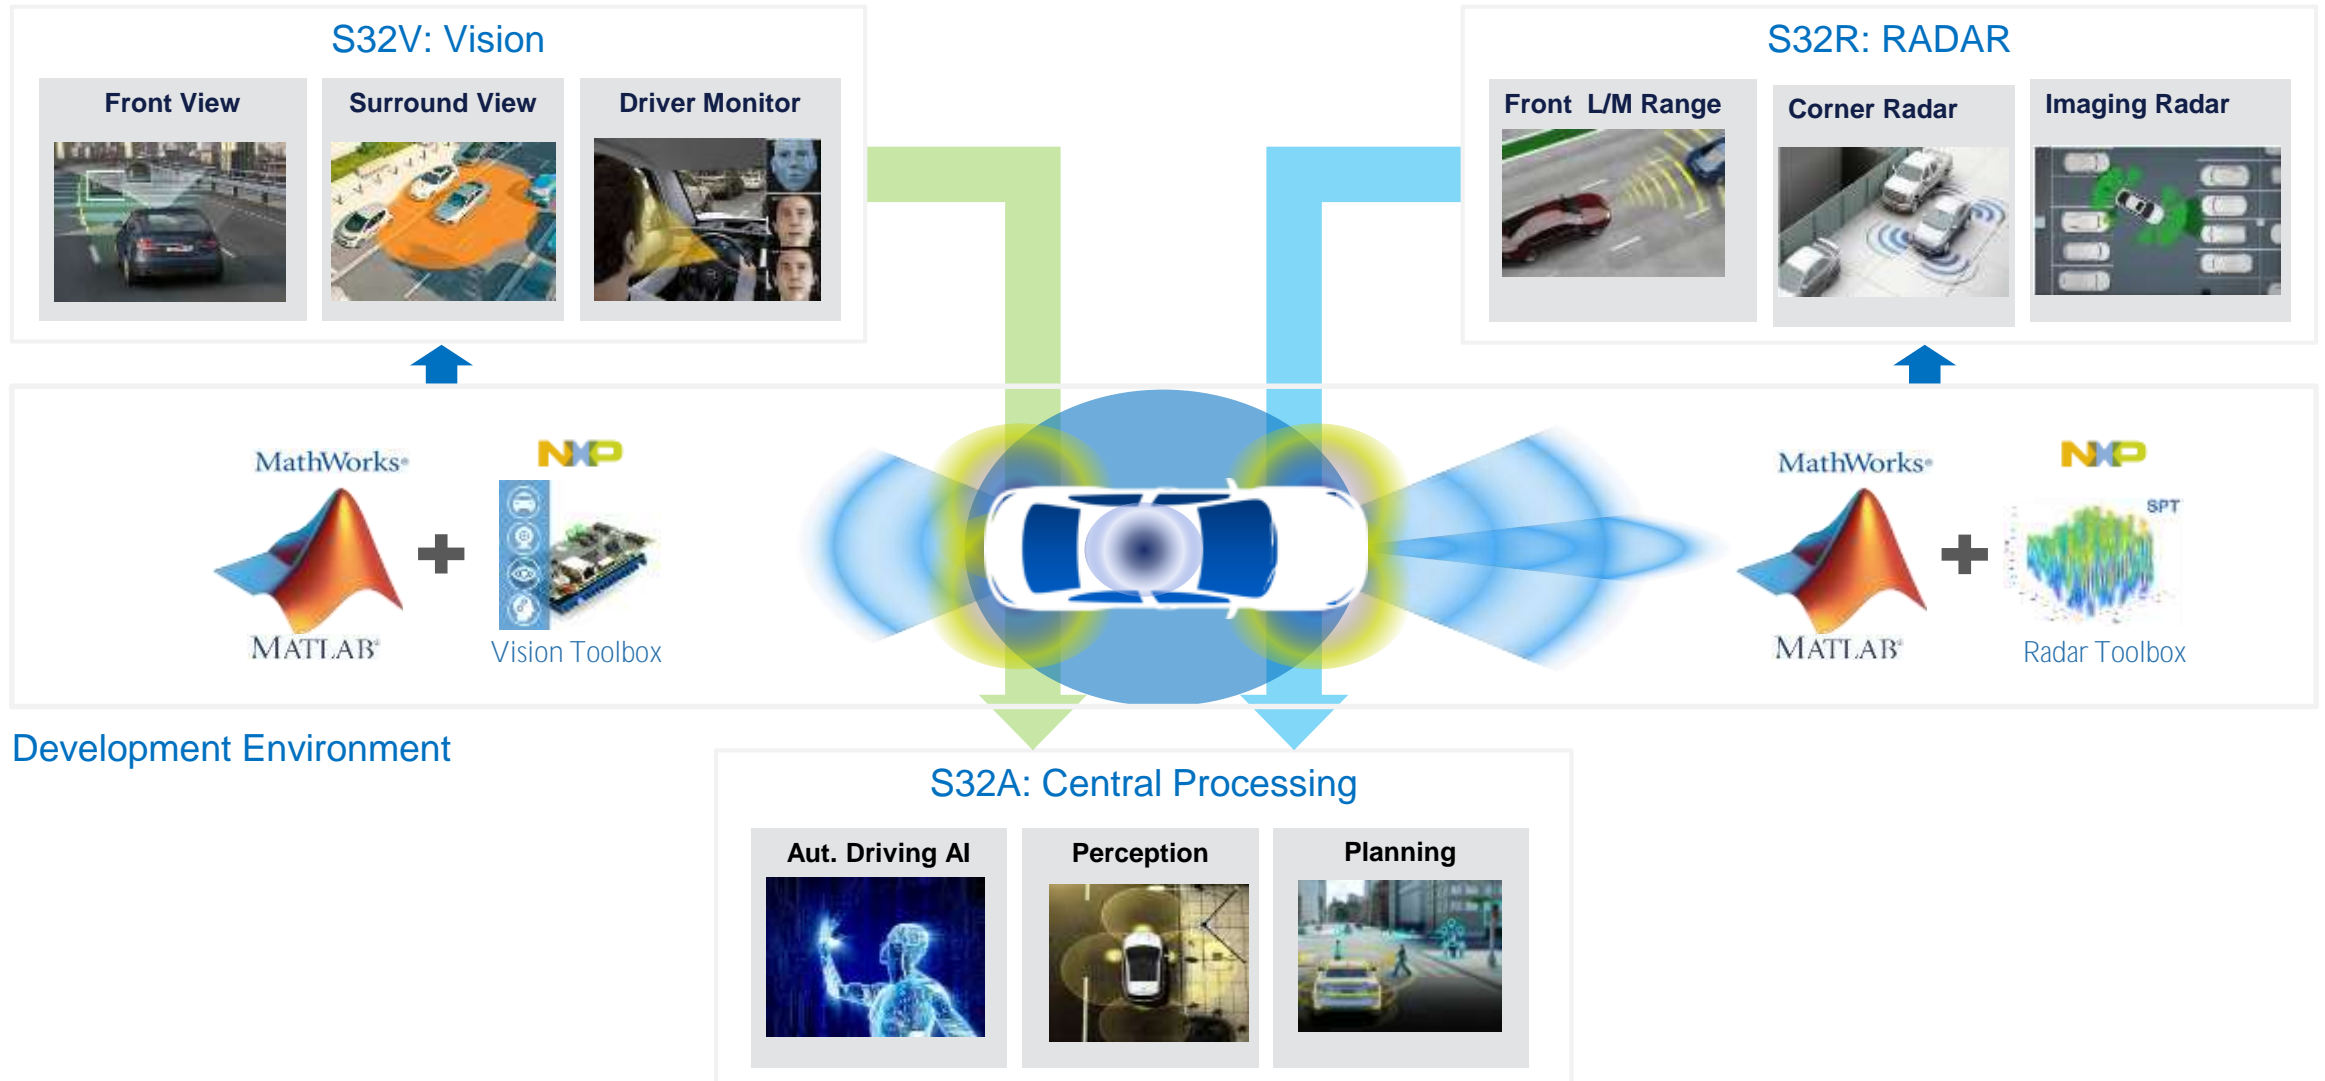 S32V: Vision
Front View
Surround View
Driver Monitor
S32R: RADAR
Front L/M Range
Corner Radar
Imaging Radar
MathWorks®
NXP
MATLAB®
Vision Toolbox
MathWorks®
NXP
SPT
MATLAB®
Radar Toolbox
Development Environment
S32A: Central Processing
Aut. Driving AI
Perception
Planning